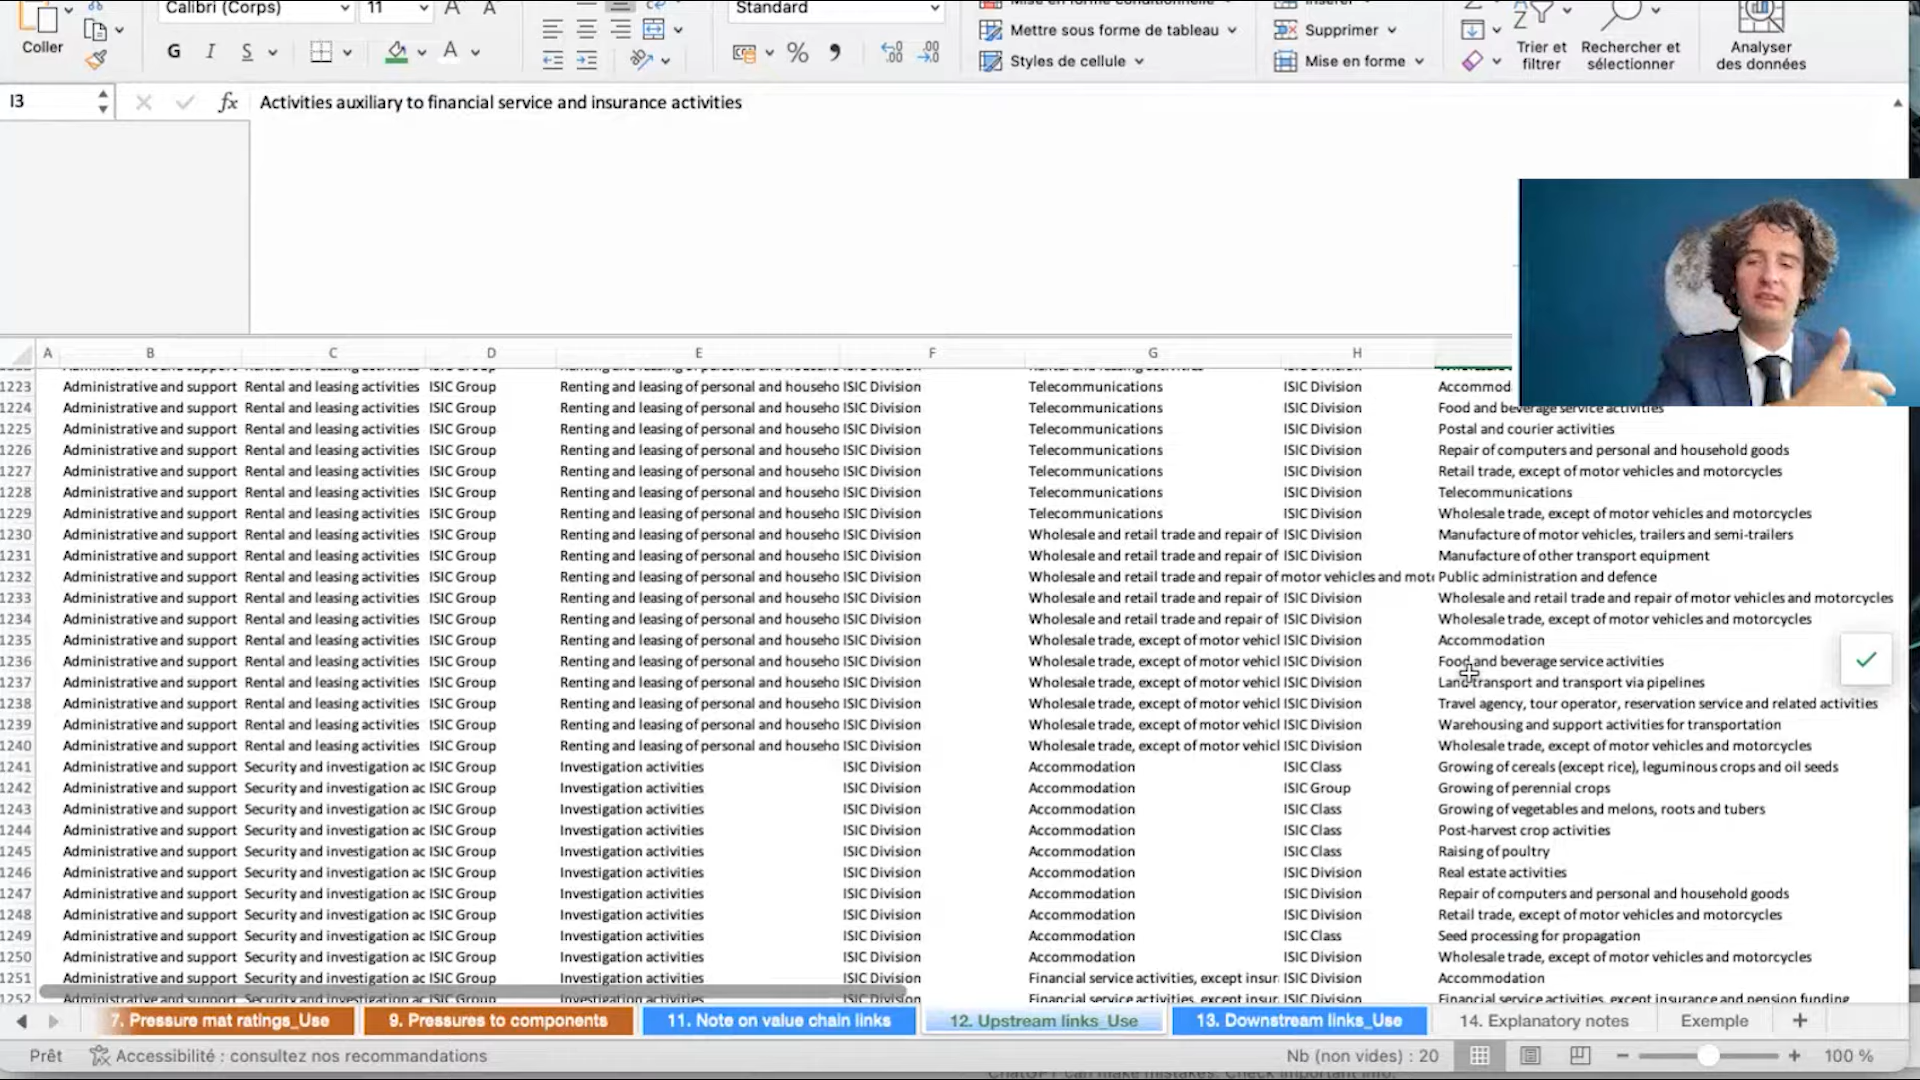 Calibri (Corps) 11 A A Standard Mise en forme conditionnelle Insérer
Coller G I S A % Mettre sous forme de tableau Supprimer Trier et filtrer Rechercher et sélectionner Analyser des données
Styles de cellule Mise en forme
I3 fx Activities auxiliary to financial service and insurance activities
A B C D E F G H
1223 Administrative and support Rental and leasing activities ISIC Group Renting and leasing of personal and househo ISIC Division Telecommunications ISIC Division Accommod
1224 Administrative and support Rental and leasing activities ISIC Group Renting and leasing of personal and househo ISIC Division Telecommunications ISIC Division Food and beverage service activities
1225 Administrative and support Rental and leasing activities ISIC Group Renting and leasing of personal and househo ISIC Division Telecommunications ISIC Division Postal and courier activities
1226 Administrative and support Rental and leasing activities ISIC Group Renting and leasing of personal and househo ISIC Division Telecommunications ISIC Division Repair of computers and personal and household goods
1227 Administrative and support Rental and leasing activities ISIC Group Renting and leasing of personal and househo ISIC Division Telecommunications ISIC Division Retail trade, except of motor vehicles and motorcycles
1228 Administrative and support Rental and leasing activities ISIC Group Renting and leasing of personal and househo ISIC Division Telecommunications ISIC Division Telecommunications
1229 Administrative and support Rental and leasing activities ISIC Group Renting and leasing of personal and househo ISIC Division Telecommunications ISIC Division Wholesale trade, except of motor vehicles and motorcycles
1230 Administrative and support Rental and leasing activities ISIC Group Renting and leasing of personal and househo ISIC Division Wholesale and retail trade and repair of ISIC Division Manufacture of motor vehicles, trailers and semi-trailers
1231 Administrative and support Rental and leasing activities ISIC Group Renting and leasing of personal and househo ISIC Division Wholesale and retail trade and repair of ISIC Division Manufacture of other transport equipment
1232 Administrative and support Rental and leasing activities ISIC Group Renting and leasing of personal and househo ISIC Division Wholesale and retail trade and repair of motor vehicles and mot Public administration and defence
1233 Administrative and support Rental and leasing activities ISIC Group Renting and leasing of personal and househo ISIC Division Wholesale and retail trade and repair of ISIC Division Wholesale and retail trade and repair of motor vehicles and motorcycles
1234 Administrative and support Rental and leasing activities ISIC Group Renting and leasing of personal and househo ISIC Division Wholesale and retail trade and repair of ISIC Division Wholesale trade, except of motor vehicles and motorcycles
1235 Administrative and support Rental and leasing activities ISIC Group Renting and leasing of personal and househo ISIC Division Wholesale trade, except of motor vehicl ISIC Division Accommodation
1236 Administrative and support Rental and leasing activities ISIC Group Renting and leasing of personal and househo ISIC Division Wholesale trade, except of motor vehicl ISIC Division Food and beverage service activities
1237 Administrative and support Rental and leasing activities ISIC Group Renting and leasing of personal and househo ISIC Division Wholesale trade, except of motor vehicl ISIC Division Land transport and transport via pipelines
1238 Administrative and support Rental and leasing activities ISIC Group Renting and leasing of personal and househo ISIC Division Wholesale trade, except of motor vehicl ISIC Division Travel agency, tour operator, reservation service and related activities
1239 Administrative and support Rental and leasing activities ISIC Group Renting and leasing of personal and househo ISIC Division Wholesale trade, except of motor vehicl ISIC Division Warehousing and support activities for transportation
1240 Administrative and support Rental and leasing activities ISIC Group Renting and leasing of personal and househo ISIC Division Wholesale trade, except of motor vehicl ISIC Division Wholesale trade, except of motor vehicles and motorcycles
1241 Administrative and support Security and investigation ac ISIC Group Investigation activities ISIC Division Accommodation ISIC Class Growing of cereals (except rice), leguminous crops and oil seeds
1242 Administrative and support Security and investigation ac ISIC Group Investigation activities ISIC Division Accommodation ISIC Group Growing of perennial crops
1243 Administrative and support Security and investigation ac ISIC Group Investigation activities ISIC Division Accommodation ISIC Class Growing of vegetables and melons, roots and tubers
1244 Administrative and support Security and investigation ac ISIC Group Investigation activities ISIC Division Accommodation ISIC Class Post-harvest crop activities
1245 Administrative and support Security and investigation ac ISIC Group Investigation activities ISIC Division Accommodation ISIC Class Raising of poultry
1246 Administrative and support Security and investigation ac ISIC Group Investigation activities ISIC Division Accommodation ISIC Division Real estate activities
1247 Administrative and support Security and investigation ac ISIC Group Investigation activities ISIC Division Accommodation ISIC Division Repair of computers and personal and household goods
1248 Administrative and support Security and investigation ac ISIC Group Investigation activities ISIC Division Accommodation ISIC Division Retail trade, except of motor vehicles and motorcycles
1249 Administrative and support Security and investigation ac ISIC Group Investigation activities ISIC Division Accommodation ISIC Class Seed processing for propagation
1250 Administrative and support Security and investigation ac ISIC Group Investigation activities ISIC Division Accommodation ISIC Division Wholesale trade, except of motor vehicles and motorcycles
1251 Administrative and support Security and investigation ac ISIC Group Investigation activities ISIC Division Financial service activities, except insur ISIC Division Accommodation
1252 Administrative and support Security and investigation ac ISIC Group Investigation activities ISIC Division Financial service activities, except insur ISIC Division Financial service activities, except insurance and pension funding
7. Pressure mat ratings_Use 9. Pressures to components 11. Note on value chain links 12. Upstream links_Use 13. Downstream links_Use 14. Explanatory notes Exemple +
Prêt Accessibilité : consultez nos recommandations Nb (non vides) : 20 − + 100 %
ChatGPT can make mistakes. Check important info.